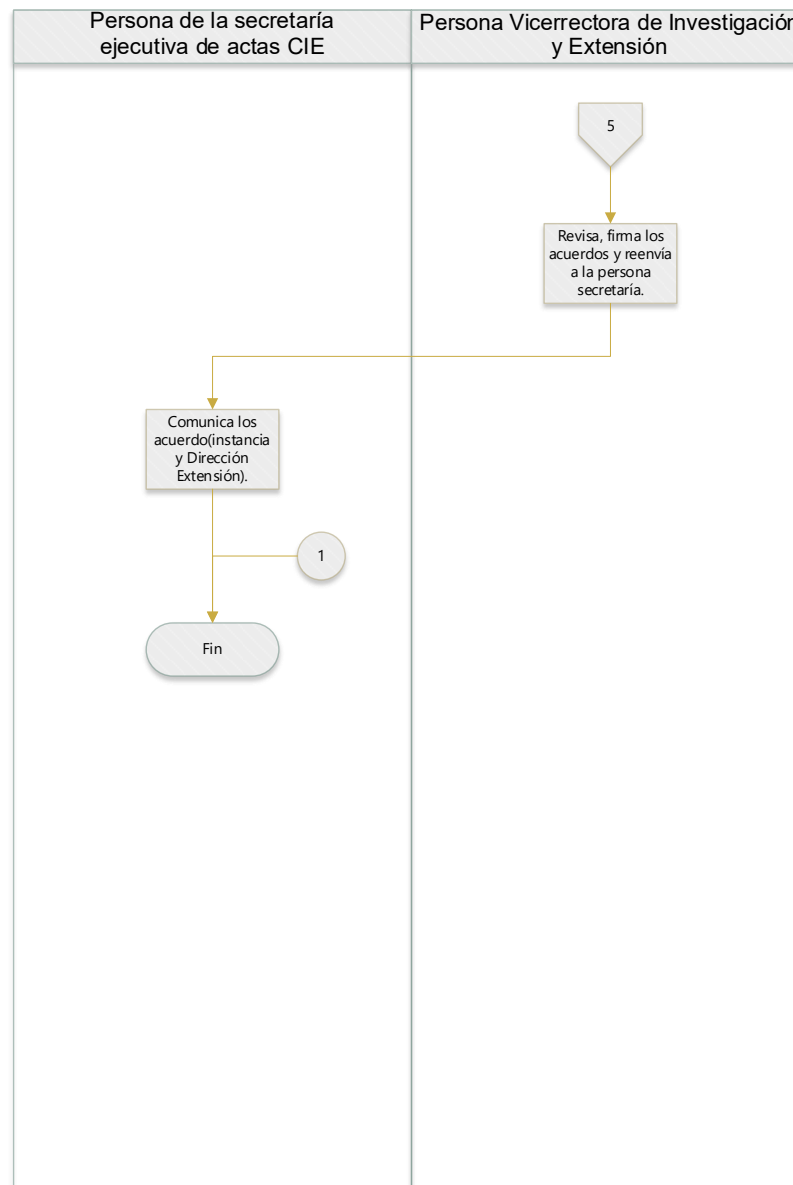 Persona de la secretaría
ejecutiva de actas CIE
Persona Vicerrectora de Investigación
y Extensión
5
Revisa, firma los
acuerdos y reenvía
a la persona
secretaría.
Comunica los
acuerdo(instancia
y Dirección
Extensión).
1
Fin